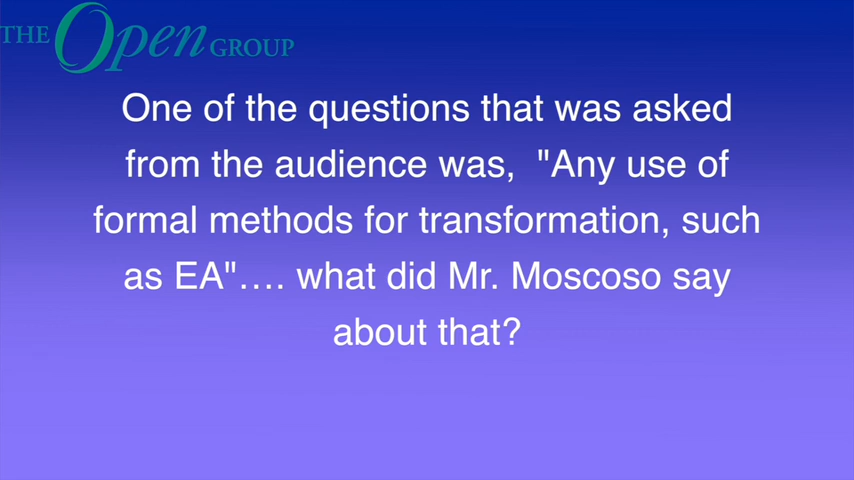 THE Open GROUP
One of the questions that was asked
from the audience was,  "Any use of
formal methods for transformation, such
as EA"…. what did Mr. Moscoso say
about that?